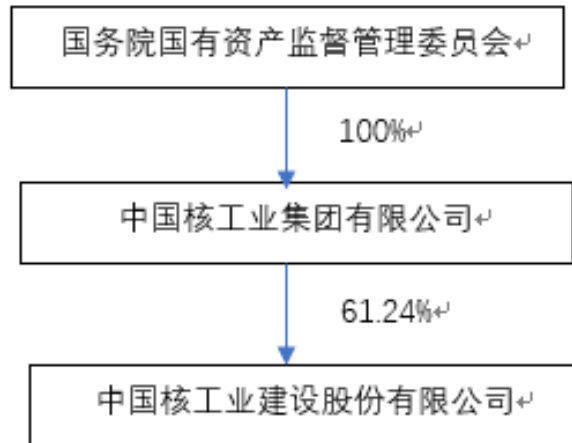 国务院国有资产监督管理委员会
100%
中国核工业集团有限公司
61.24%
中国核工业建设股份有限公司